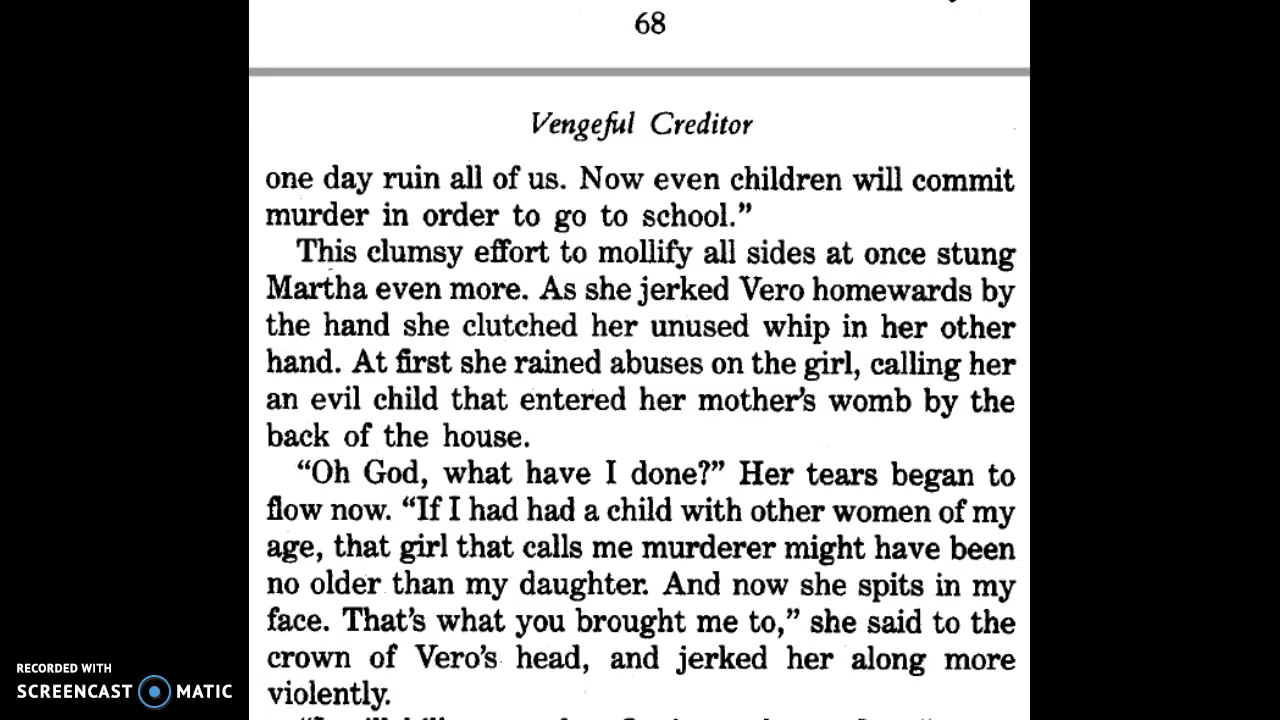 68
Vengeful Creditor
one day ruin all of us. Now even children will commit
murder in order to go to school.”
This clumsy effort to mollify all sides at once stung
Martha even more. As she jerked Vero homewards by
the hand she clutched her unused whip in her other
hand. At first she rained abuses on the girl, calling her
an evil child that entered her mother’s womb by the
back of the house.
“Oh God, what have I done?” Her tears began to
flow now. “If I had had a child with other women of my
age, that girl that calls me murderer might have been
no older than my daughter. And now she spits in my
face. That’s what you brought me to,” she said to the
crown of Vero’s head, and jerked her along more
violently.
RECORDED WITH
SCREENCAST MATIC